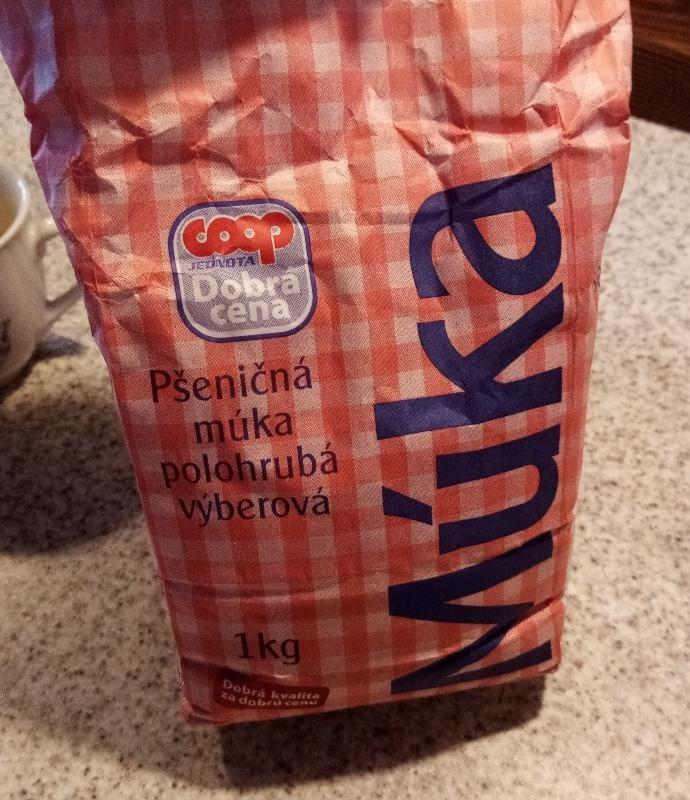 coop
JEDNOTA
Dobrá
cena
Pšeničná
múka
polohrubá
výberová
Múka
1kg
Dobrá kvalita
za dobrú cenu